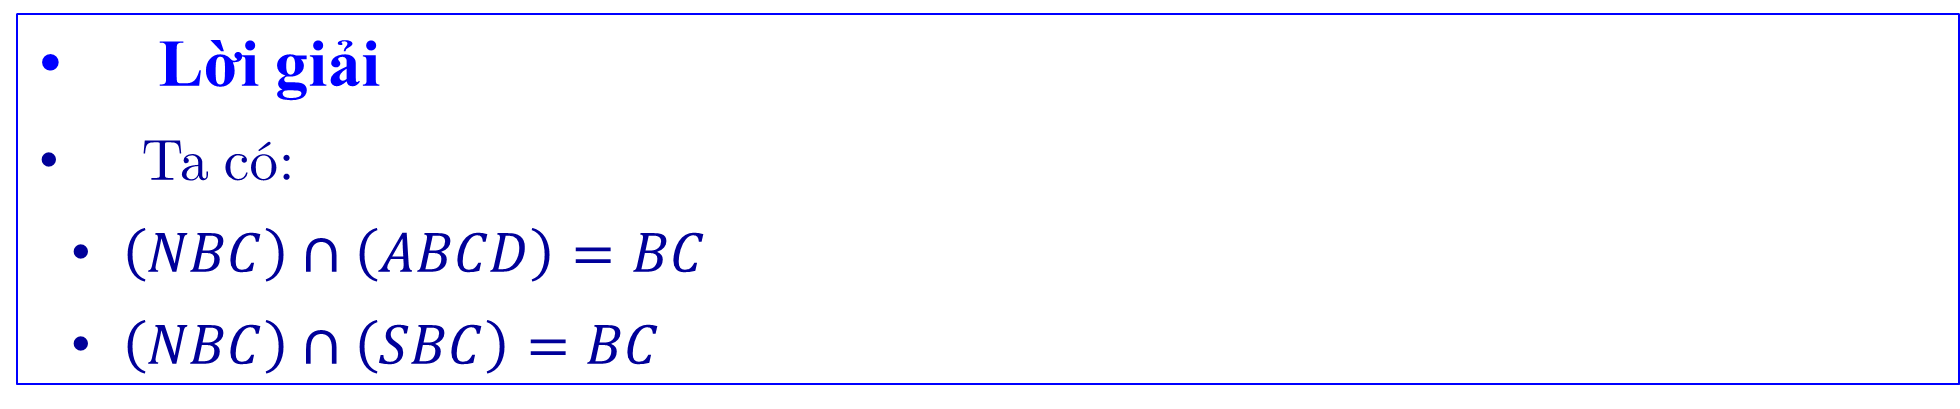 • Lời giải
• Ta có:
• (NBC) ∩ (ABCD) = BC
• (NBC) ∩ (SBC) = BC